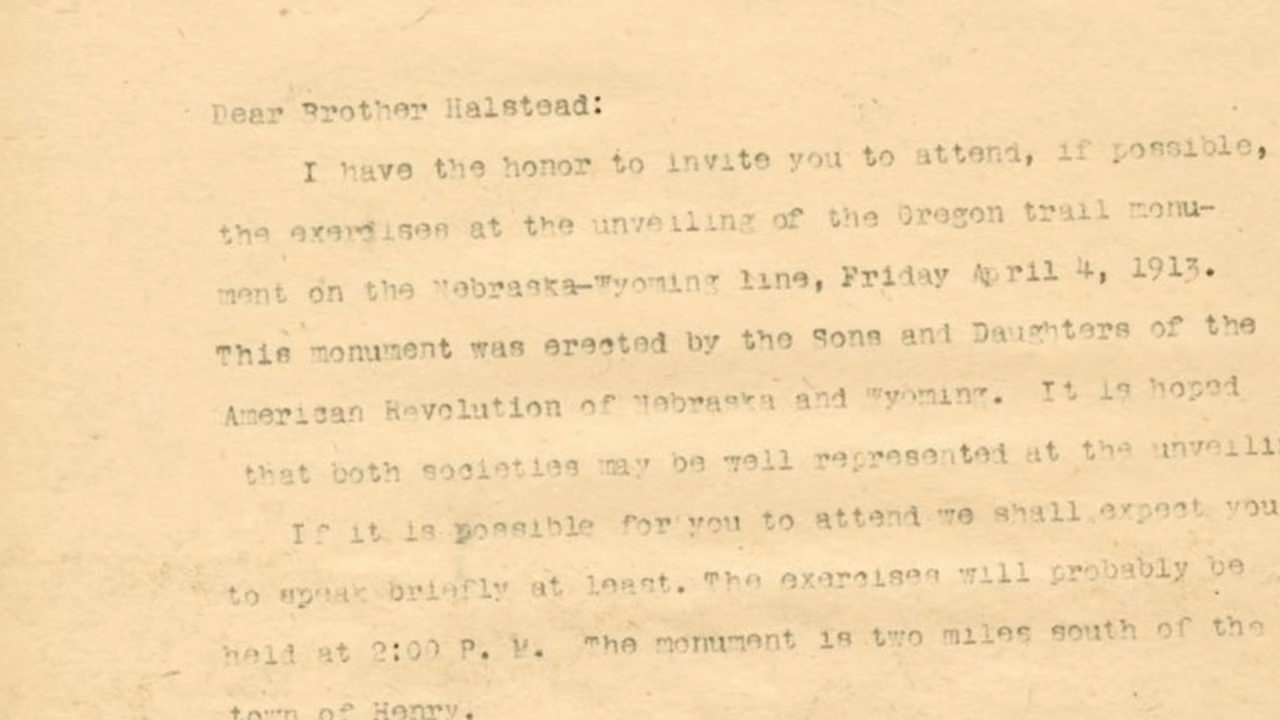 Dear Brother Halstead:
I have the honor to invite you to attend, if possible,
the exercises at the unveiling of the Oregon trail monu-
ment on the Nebraska-Wyoming line, Friday April 4, 1913.
This monument was erected by the Sons and Daughters of the
American Revolution of Nebraska and Wyoming. It is hoped
that both societies may be well represented at the unveili
If it is possible for you to attend we shall expect you
to speak briefly at least. The exercises will probably be
held at 2:00 P. M. The monument is two miles south of the
town of Henry.